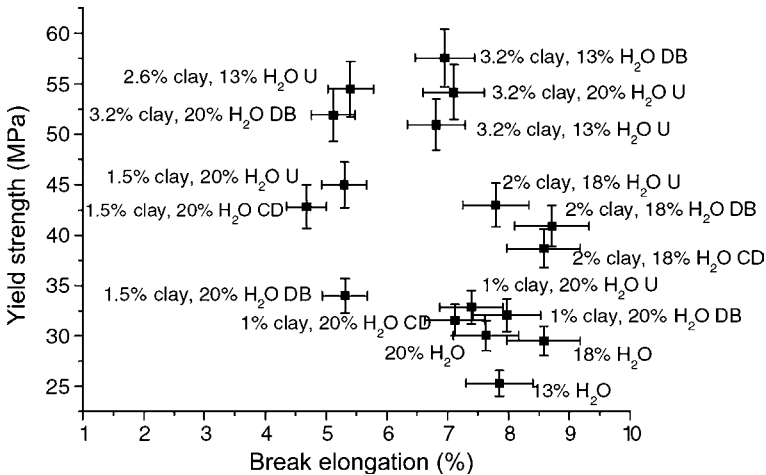 60
55
50
45
40
35
30
25
Yield strength (MPa)
3.2% clay, 13% H₂O DB
2.6% clay, 13% H₂O U
3.2% clay, 20% H₂O U
3.2% clay, 20% H₂O DB
3.2% clay, 13% H₂O U
1.5% clay, 20% H₂O U
2% clay, 18% H₂O U
1.5% clay, 20% H₂O CD
2% clay, 18% H₂O DB
2% clay, 18% H₂O CD
1.5% clay, 20% H₂O DB
1% clay, 20% H₂O U
1% clay, 20% H₂O CD
1% clay, 20% H₂O DB
20% H₂O
18% H₂O
13% H₂O
1 2 3 4 5 6 7 8 9 10
Break elongation (%)